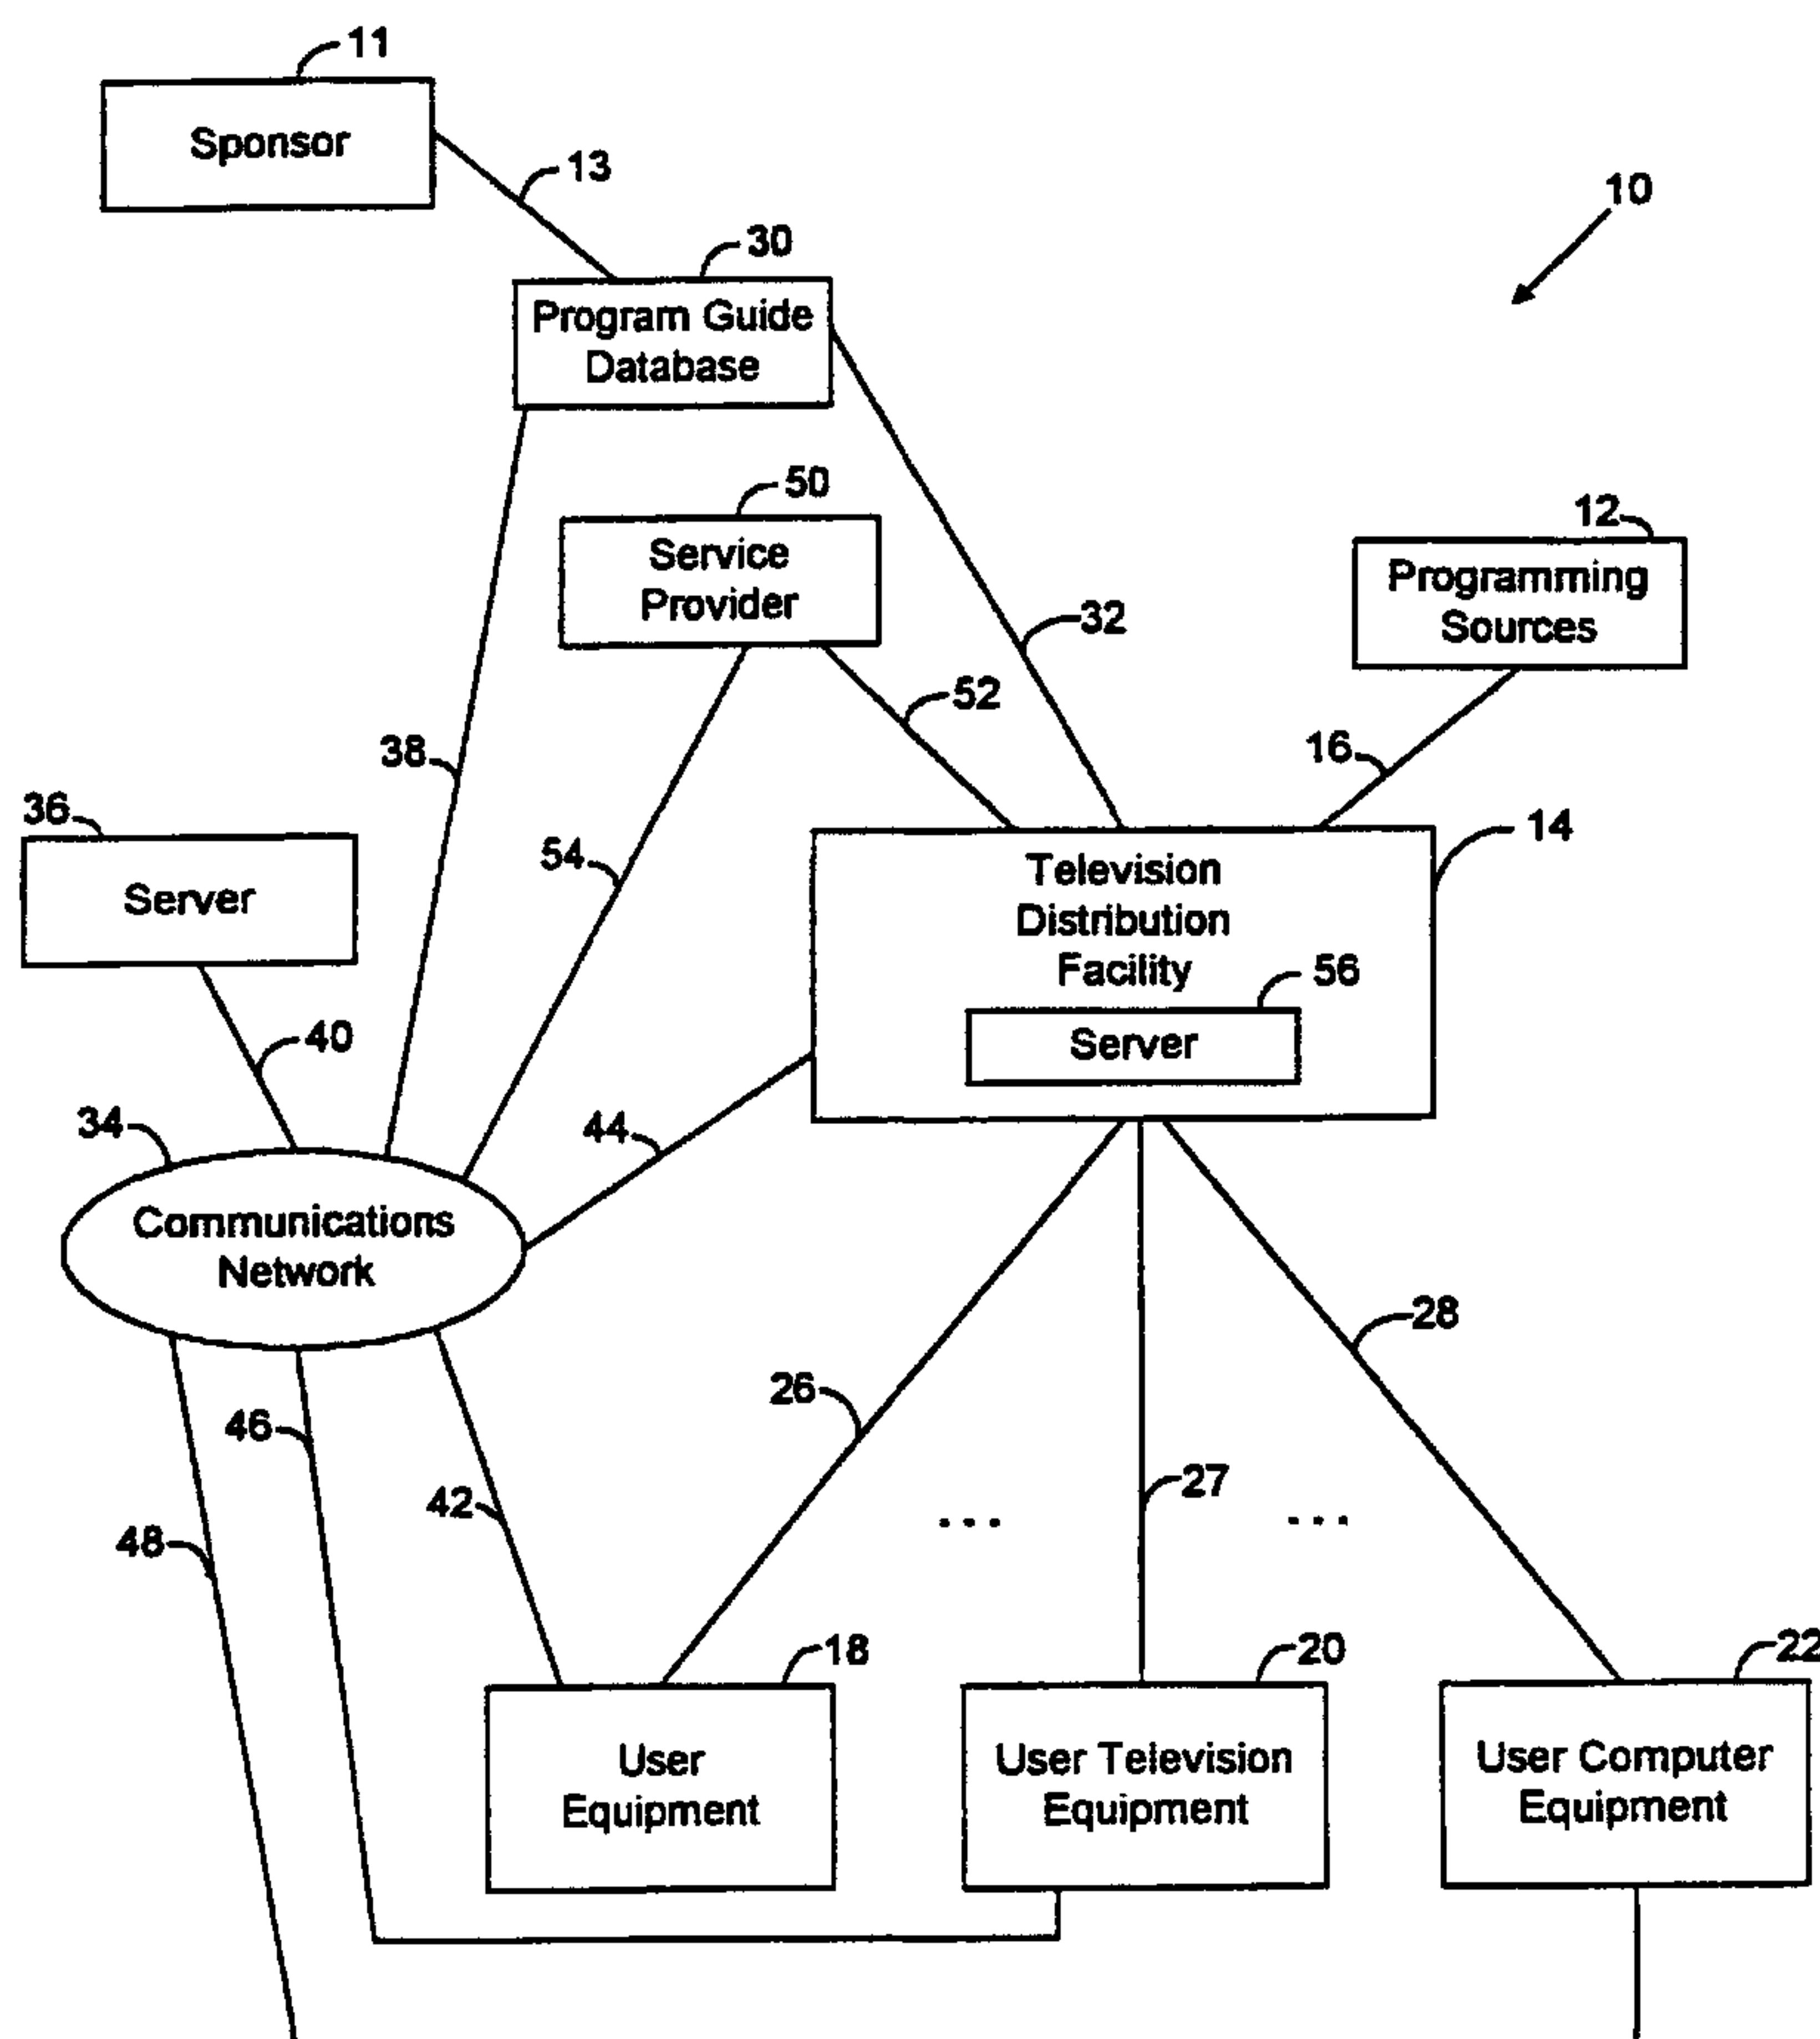 11
Sponsor
13
10
30
Program Guide
Database
50
Service
Provider
12
Programming
Sources
32
52
16
38
36
Server
54
14
Television
Distribution
Facility
56
Server
40
34
44
Communications
Network
28
26
46
27
42
48
... ...
18
20
22
User
Equipment
User Television
Equipment
User Computer
Equipment